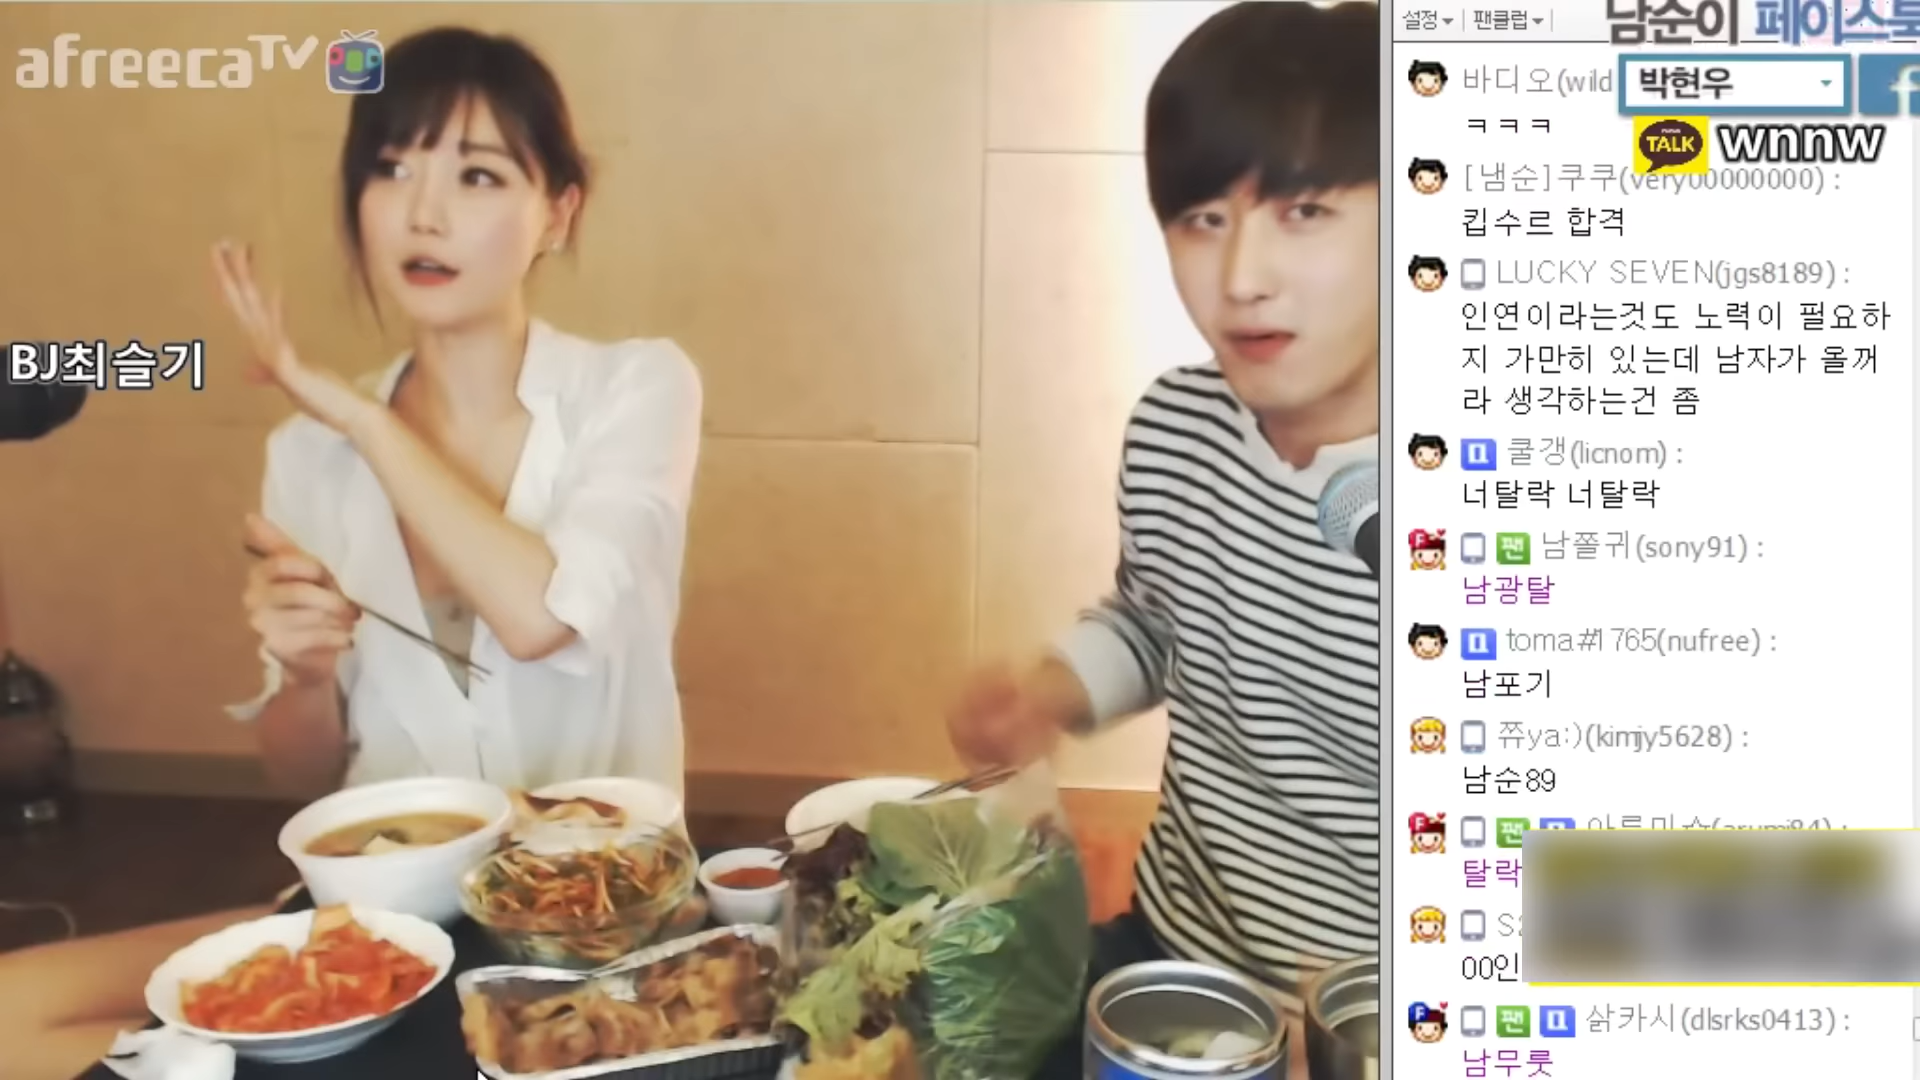 afreecaTV
BJ최슬기
설정
팬클럽
남순이 페이스북
박현우
f
TALK
wnnw
바디오(wild
ㅋㅋㅋ
[냄순]쿠쿠(very00000000) :
킵수르 합격
LUCKY SEVEN(jgs8189) :
인연이라는것도 노력이 필요하
지 가만히 있는데 남자가 올꺼
라 생각하는건 좀
쿨갱(licnom) :
너탈락 너탈락
팬 남쫄귀(sony91) :
남광탈
toma#1765(nufree) :
남포기
쮸ya:)(kimjy5628) :
남순89
탈락
00인
팬 삵카시(dlsrks0413) :
남무룻